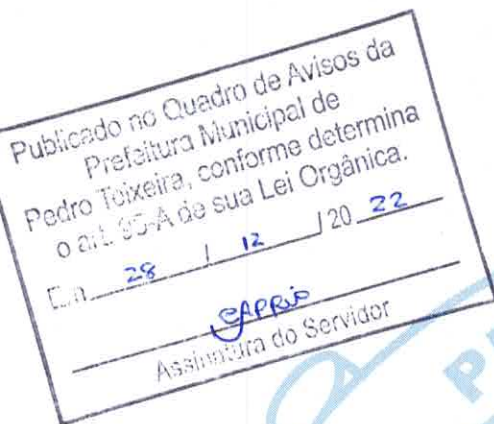 Publicado no Quadro de Avisos da
Prefeitura Municipal de
Pedro Teixeira, conforme determina
o art. 95-A de sua Lei Orgânica.
Em 28 / 12 / 20 22
Assinatura do Servidor
P